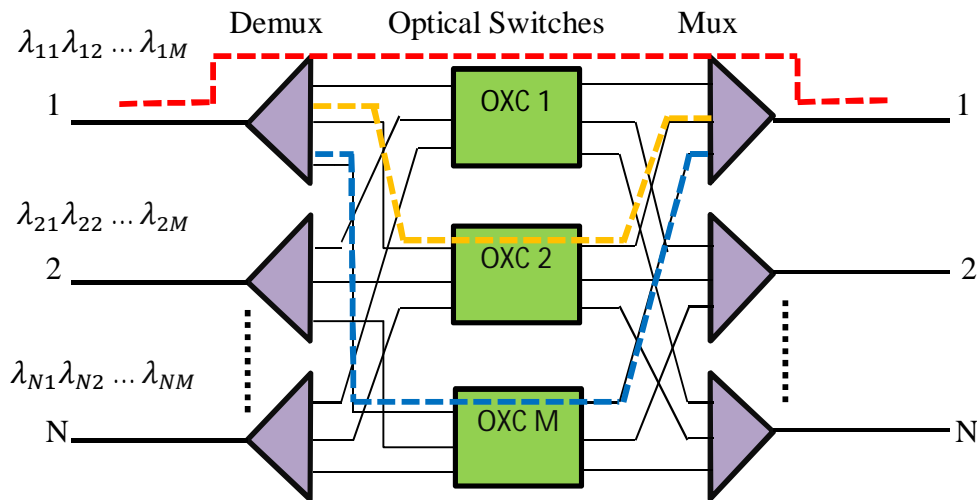 Demux Optical Switches Mux
λ₁₁λ₁₂ … λ₁M
OXC 1
1 1
λ₂₁λ₂₂ … λ₂M
OXC 2
2 2
λN₁λN₂ … λNM
OXC M
N N